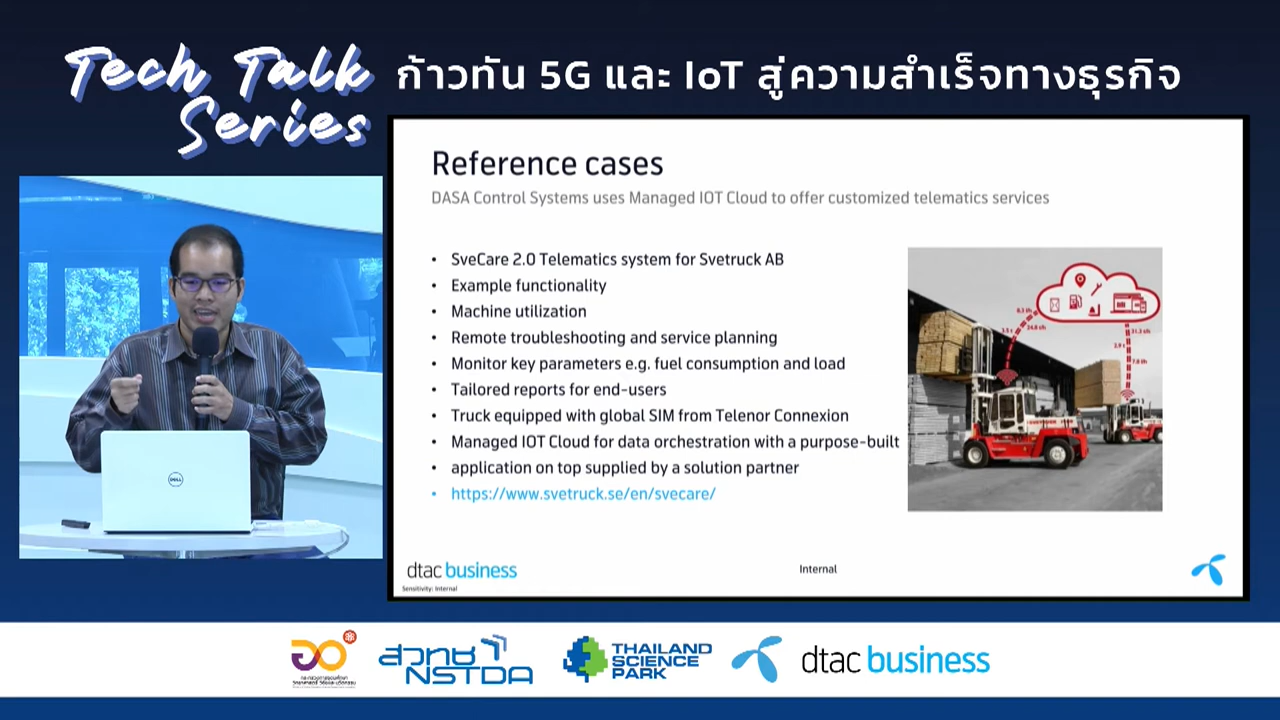 Tech Talk
Series
ก้าวทัน 5G และ IoT สู่ความสำเร็จทางธุรกิจ
Reference cases
DASA Control Systems uses Managed IOT Cloud to offer customized telematics services
• SveCare 2.0 Telematics system for Svetruck AB
• Example functionality
• Machine utilization
• Remote troubleshooting and service planning
• Monitor key parameters e.g. fuel consumption and load
• Tailored reports for end-users
• Truck equipped with global SIM from Telenor Connexion
• Managed IOT Cloud for data orchestration with a purpose-built
• application on top supplied by a solution partner
• https://www.svetruck.se/en/svecare/
dtac business
Internal
Sensitivity: Internal
DELL
สวทช
NSTDA
THAILAND
SCIENCE
PARK
dtac business